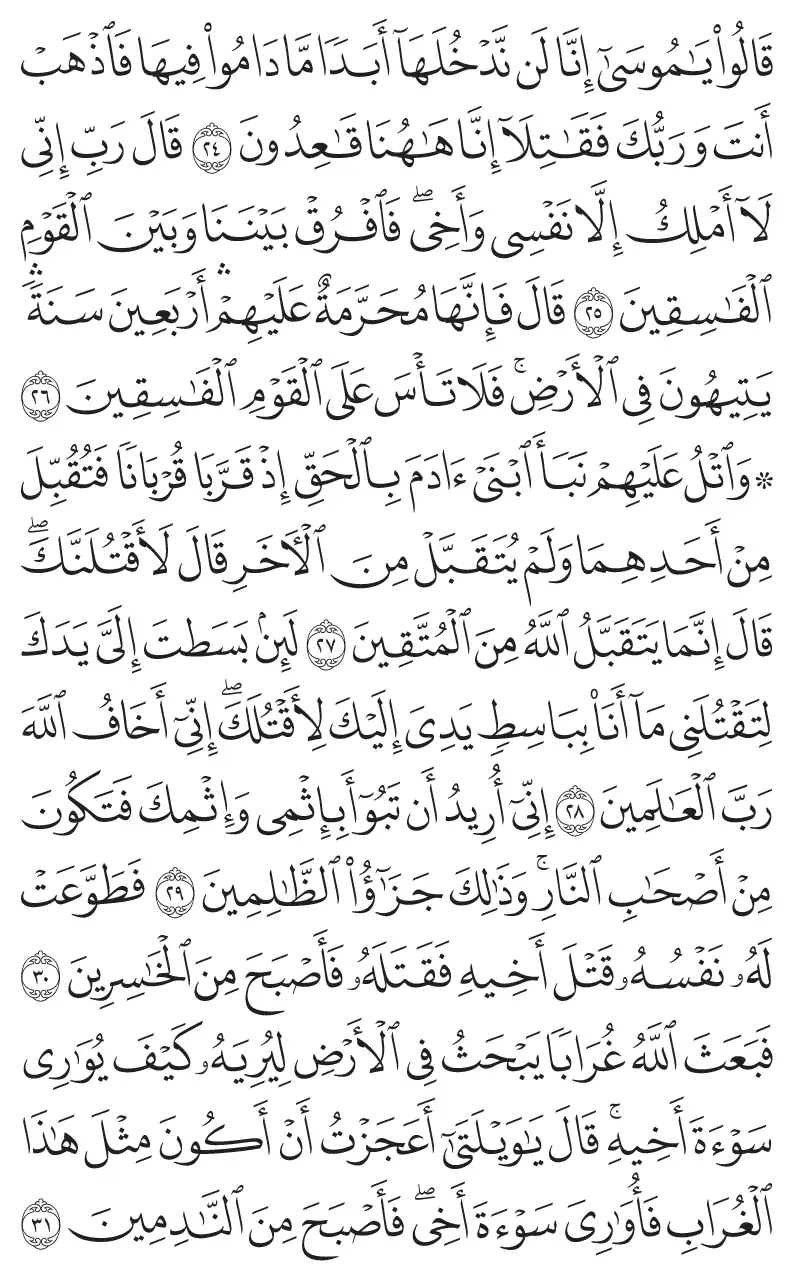 قَالُوا۟ يَـٰمُوسَىٰٓ إِنَّا لَن نَّدْخُلَهَآ أَبَدًا مَّا دَامُوا۟ فِيهَا فَٱذْهَبْ
أَنتَ وَرَبُّكَ فَقَـٰتِلَآ إِنَّا هَـٰهُنَا قَـٰعِدُونَ ٢٤ قَالَ رَبِّ إِنِّى
لَآ أَمْلِكُ إِلَّا نَفْسِى وَأَخِى ۖ فَٱفْرُقْ بَيْنَنَا وَبَيْنَ ٱلْقَوْمِ
ٱلْفَـٰسِقِينَ ٢٥ قَالَ فَإِنَّهَا مُحَرَّمَةٌ عَلَيْهِمْ ۛ أَرْبَعِينَ سَنَةً ۛ
يَتِيهُونَ فِى ٱلْأَرْضِ ۚ فَلَا تَأْسَ عَلَى ٱلْقَوْمِ ٱلْفَـٰسِقِينَ ٢٦
* وَٱتْلُ عَلَيْهِمْ نَبَأَ ٱبْنَىْ ءَادَمَ بِٱلْحَقِّ إِذْ قَرَّبَا قُرْبَانًا فَتُقُبِّلَ
مِنْ أَحَدِهِمَا وَلَمْ يُتَقَبَّلْ مِنَ ٱلْـَٔاخَرِ قَالَ لَأَقْتُلَنَّكَ ۖ
قَالَ إِنَّمَا يَتَقَبَّلُ ٱللَّهُ مِنَ ٱلْمُتَّقِينَ ٢٧ لَئِنۢ بَسَطتَ إِلَىَّ يَدَكَ
لِتَقْتُلَنِى مَآ أَنَا۠ بِبَاسِطٍ يَدِىَ إِلَيْكَ لِأَقْتُلَكَ ۖ إِنِّىٓ أَخَافُ ٱللَّهَ
رَبَّ ٱلْعَـٰلَمِينَ ٢٨ إِنِّىٓ أُرِيدُ أَن تَبُوٓأَ بِإِثْمِى وَإِثْمِكَ فَتَكُونَ
مِنْ أَصْحَـٰبِ ٱلنَّارِ ۚ وَذَٰلِكَ جَزَٰٓؤُا۟ ٱلظَّـٰلِمِينَ ٢٩ فَطَوَّعَتْ
لَهُۥ نَفْسُهُۥ قَتْلَ أَخِيهِ فَقَتَلَهُۥ فَأَصْبَحَ مِنَ ٱلْخَـٰسِرِينَ ٣٠
فَبَعَثَ ٱللَّهُ غُرَابًا يَبْحَثُ فِى ٱلْأَرْضِ لِيُرِيَهُۥ كَيْفَ يُوَٰرِى
سَوْءَةَ أَخِيهِ ۚ قَالَ يَـٰوَيْلَتَىٰٓ أَعَجَزْتُ أَنْ أَكُونَ مِثْلَ هَـٰذَا
ٱلْغُرَابِ فَأُوَٰرِىَ سَوْءَةَ أَخِى ۖ فَأَصْبَحَ مِنَ ٱلنَّـٰدِمِينَ ٣١